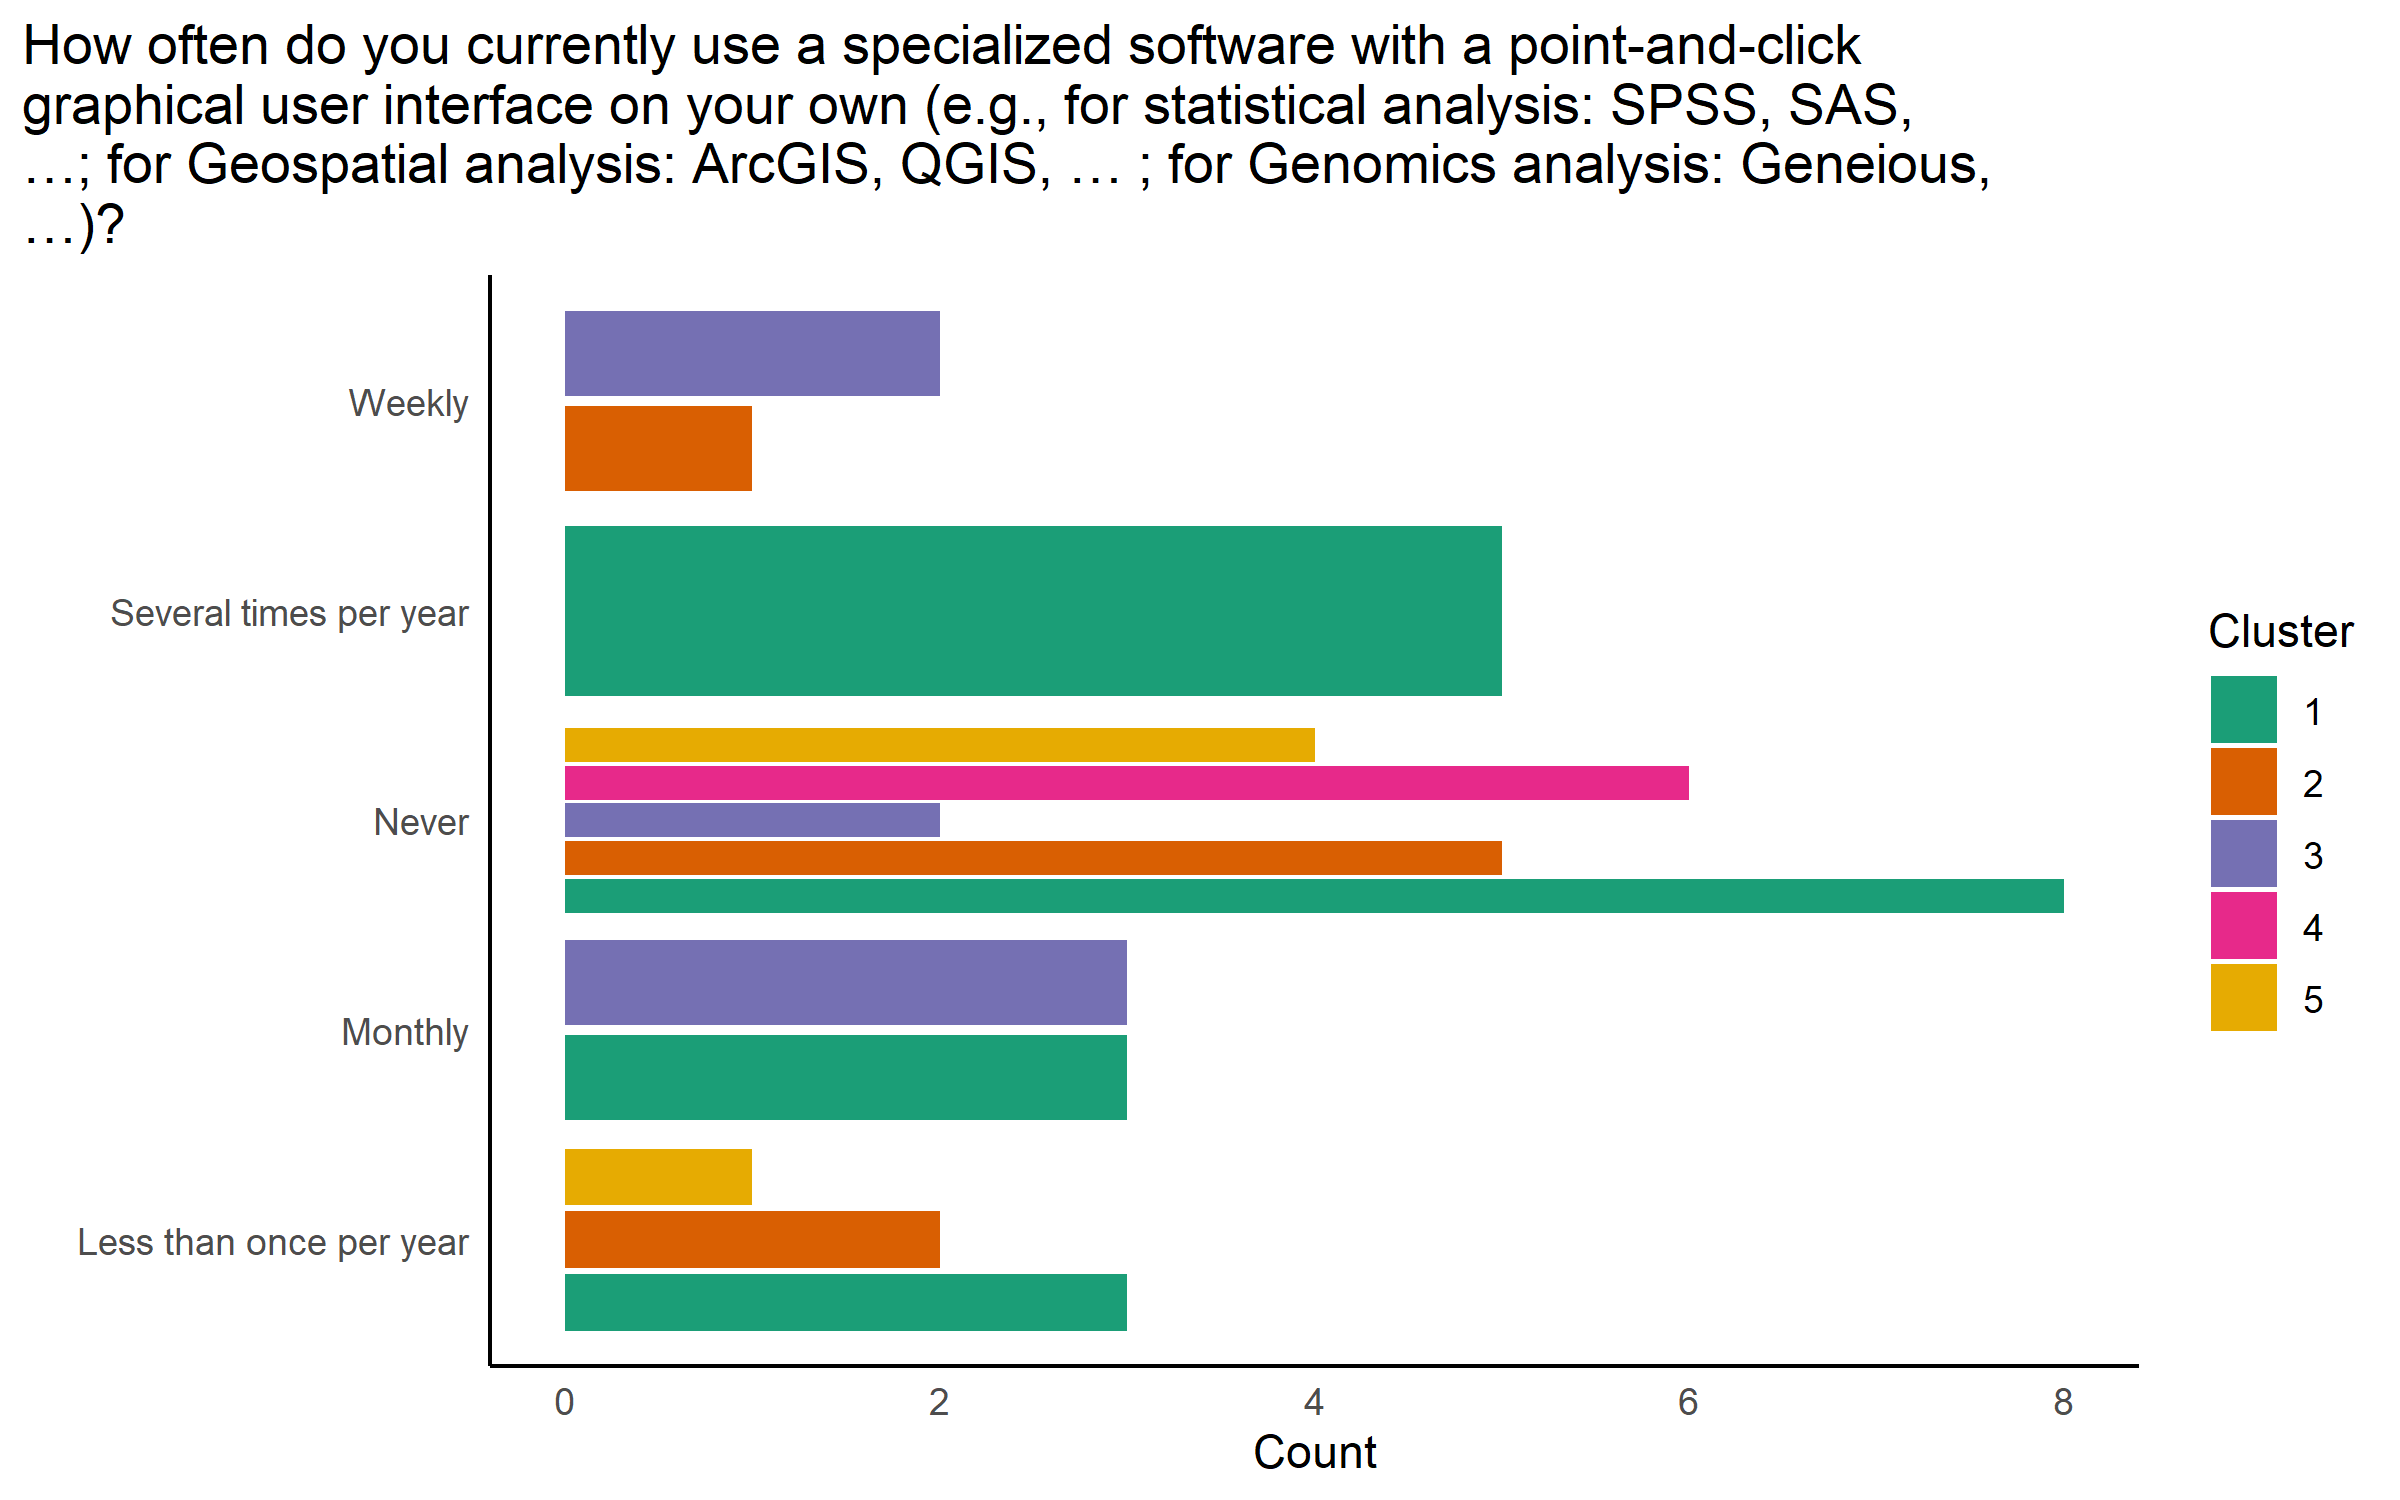 How often do you currently use a specialized software with a point-and-click
graphical user interface on your own (e.g., for statistical analysis: SPSS, SAS,
…; for Geospatial analysis: ArcGIS, QGIS, … ; for Genomics analysis: Geneious,
…)?
Weekly
Several times per year
Never
Monthly
Less than once per year
0 2 4 6 8
Count
Cluster
1
2
3
4
5